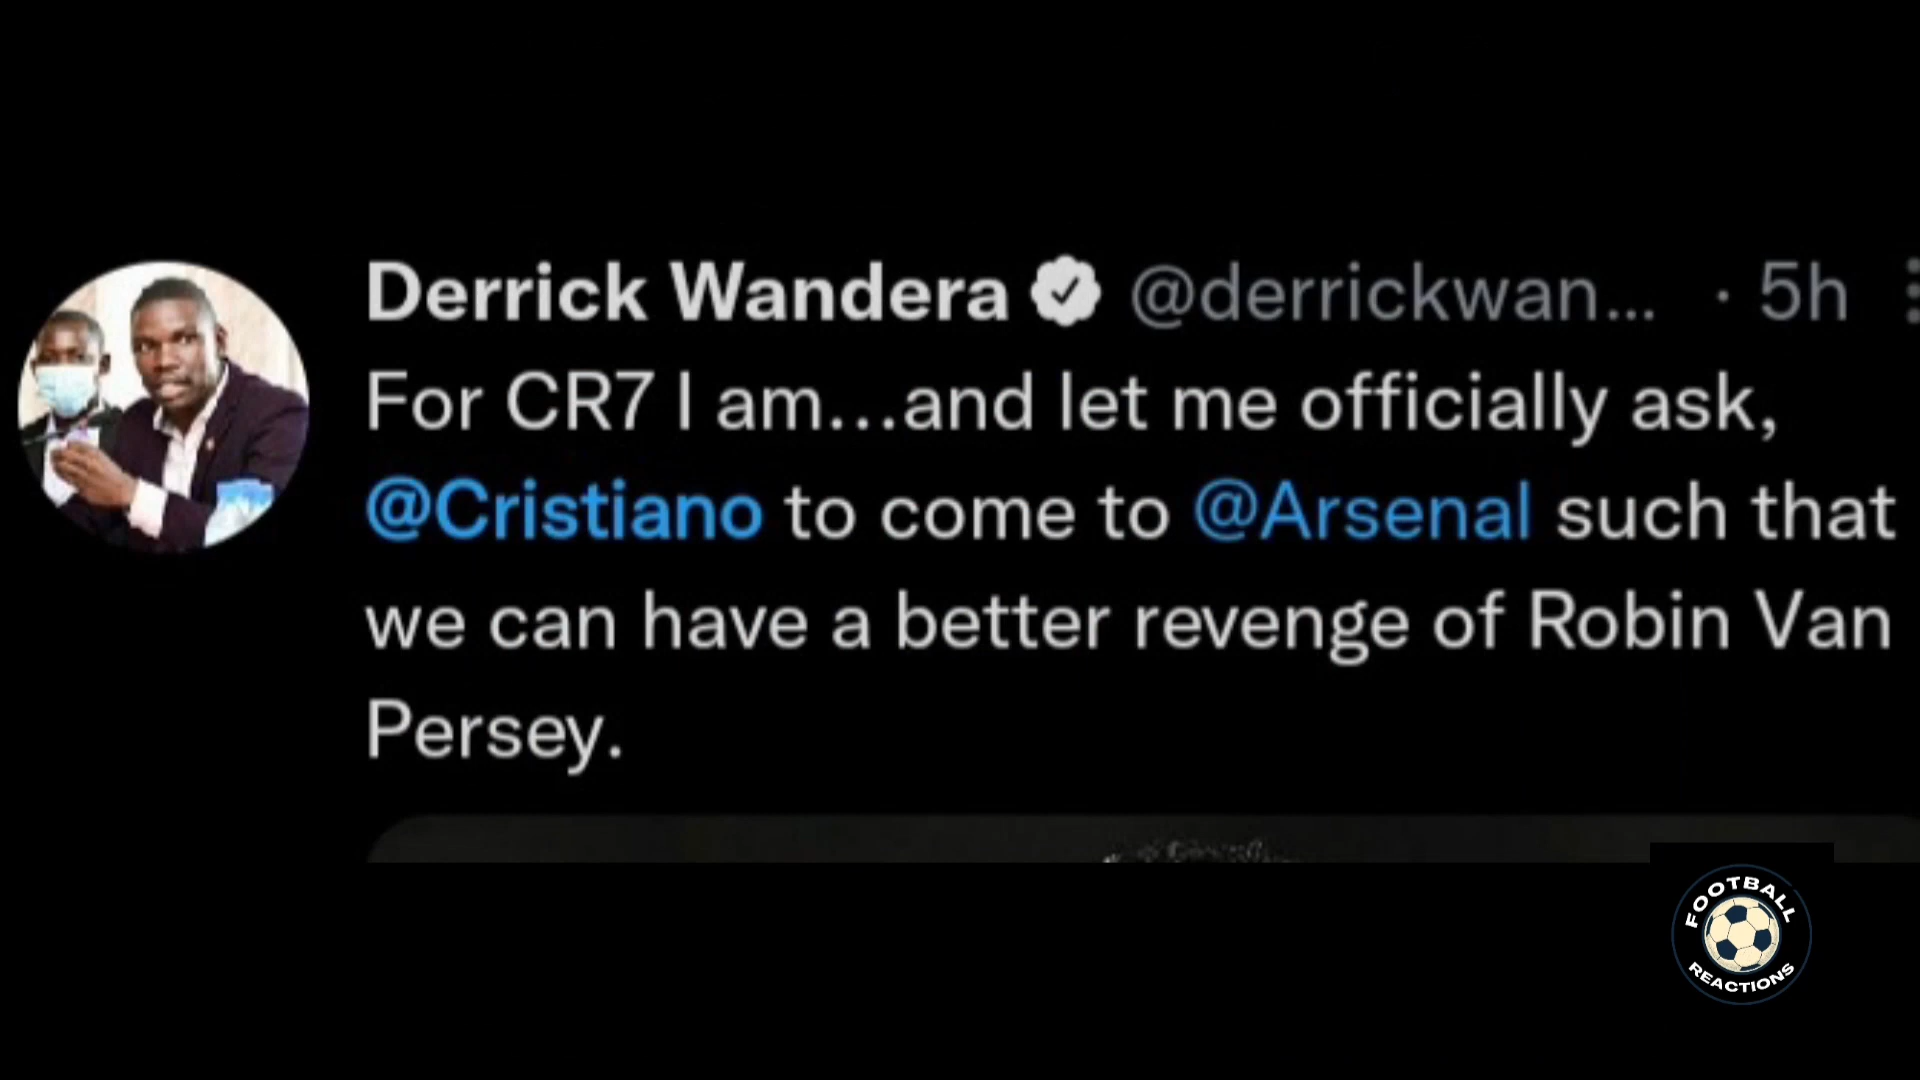 Derrick Wandera @derrickwan... · 5h
For CR7 I am...and let me officially ask,
@Cristiano to come to @Arsenal such that
we can have a better revenge of Robin Van
Persey.
FOOTBALL
REACTIONS